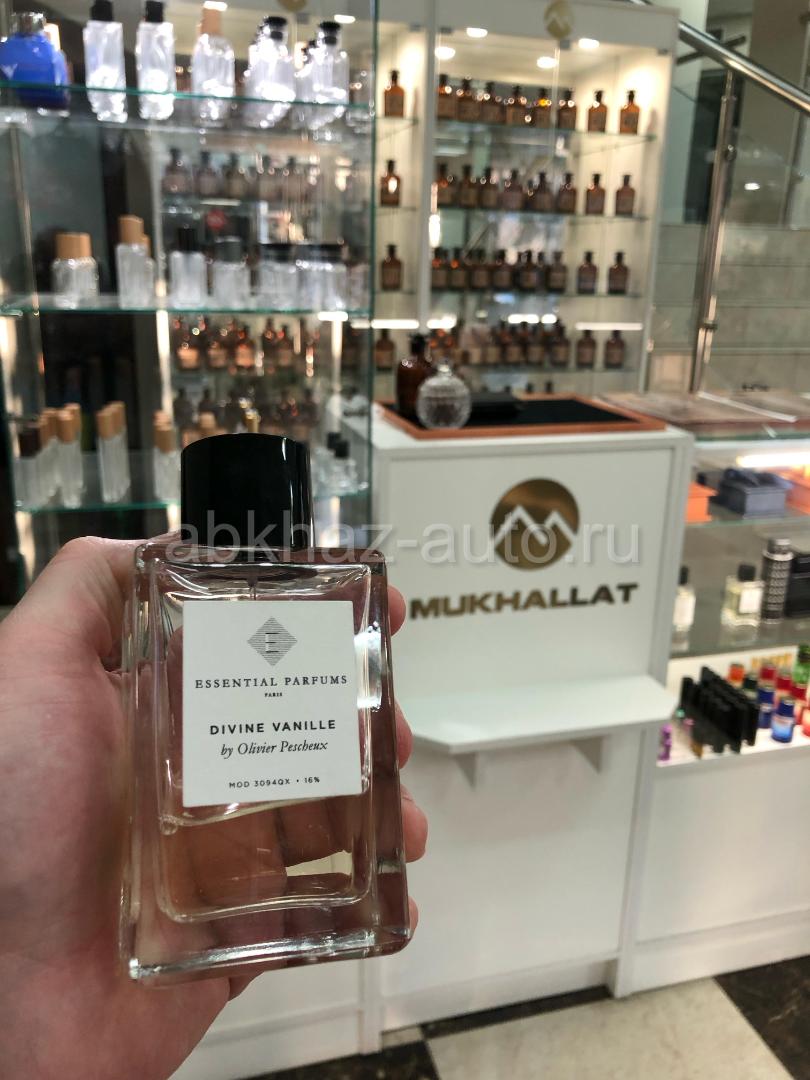 abkhaz-auto.ru
MUKHALLAT
E
ESSENTIAL PARFUMS
PARIS
DIVINE VANILLE
by Olivier Pescheux
MOD 3094QX • 16%